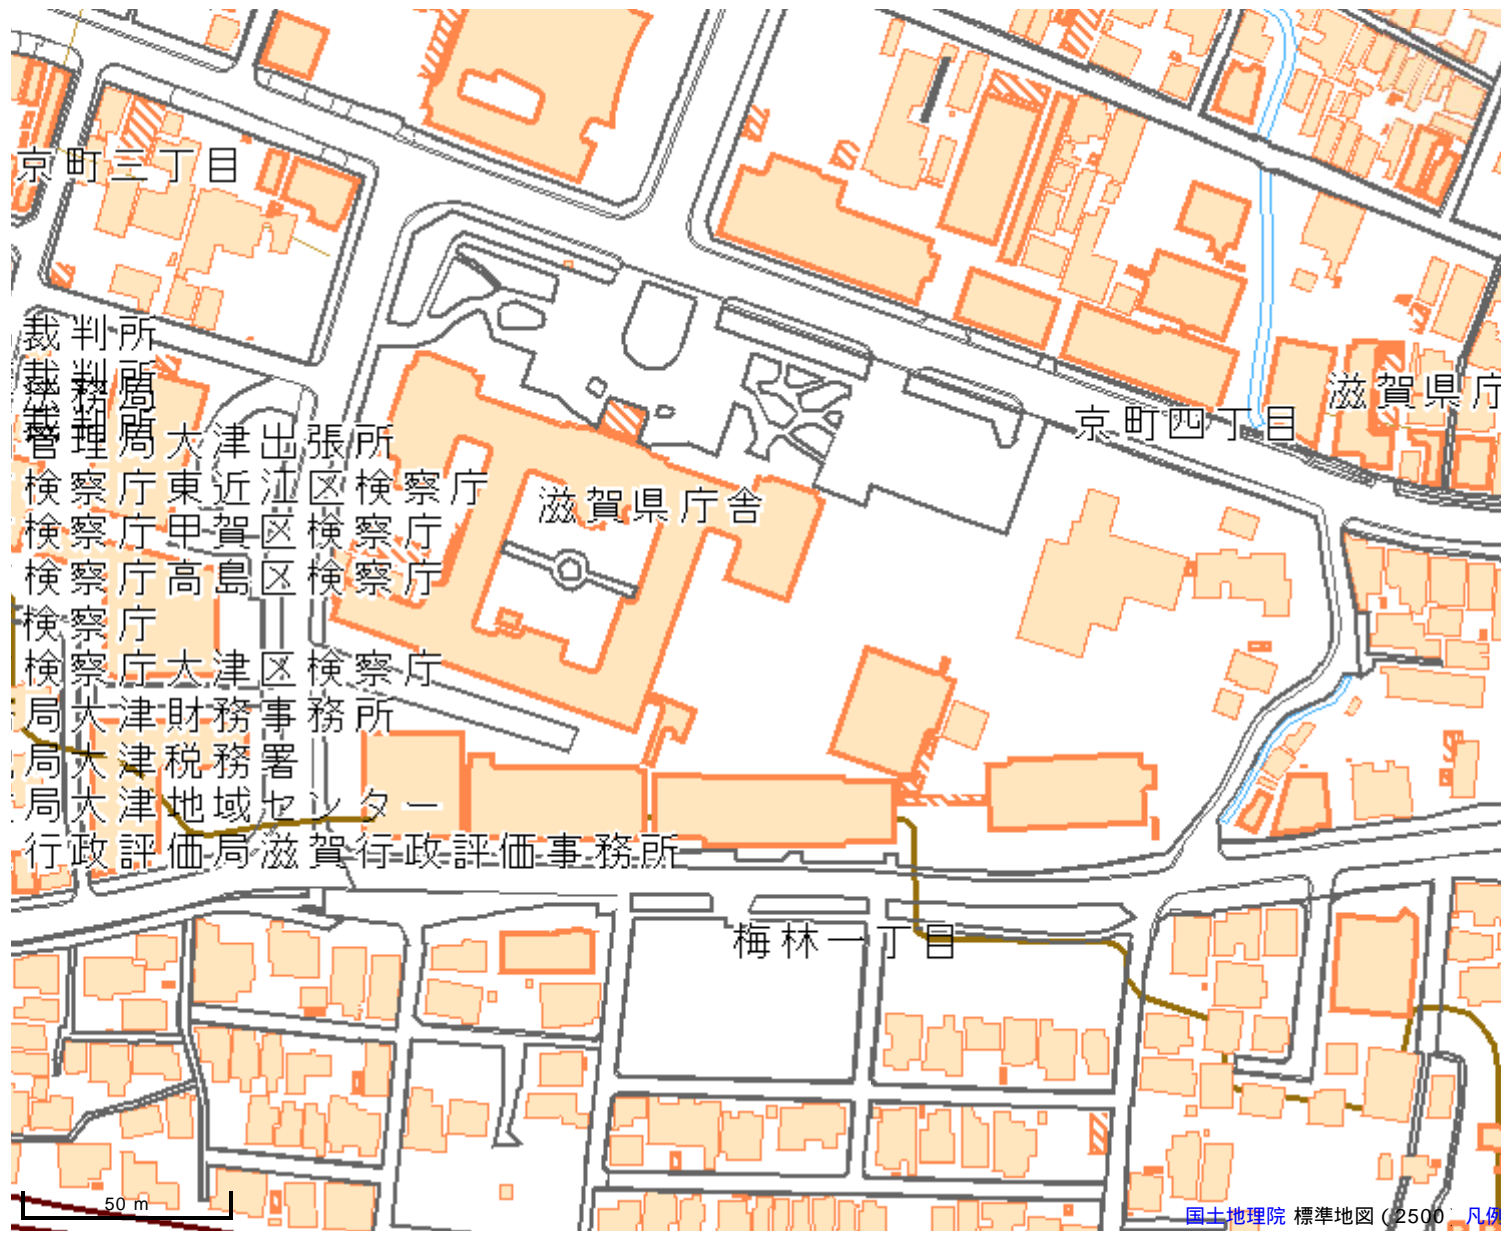 京町三丁目
裁判所
裁判所
法務局
裁判所
管理局大津出張所
滋賀県庁
京町四丁目
検察庁東近江区検察庁
滋賀県庁舎
検察庁甲賀区検察庁
検察庁高島区検察庁
検察庁
検察庁大津区検察庁
局大津財務事務所
局大津税務署
局大津地域センター
行政評価局滋賀行政評価事務所
梅林一丁目
50 m
国土地理院 標準地図(2500 凡例